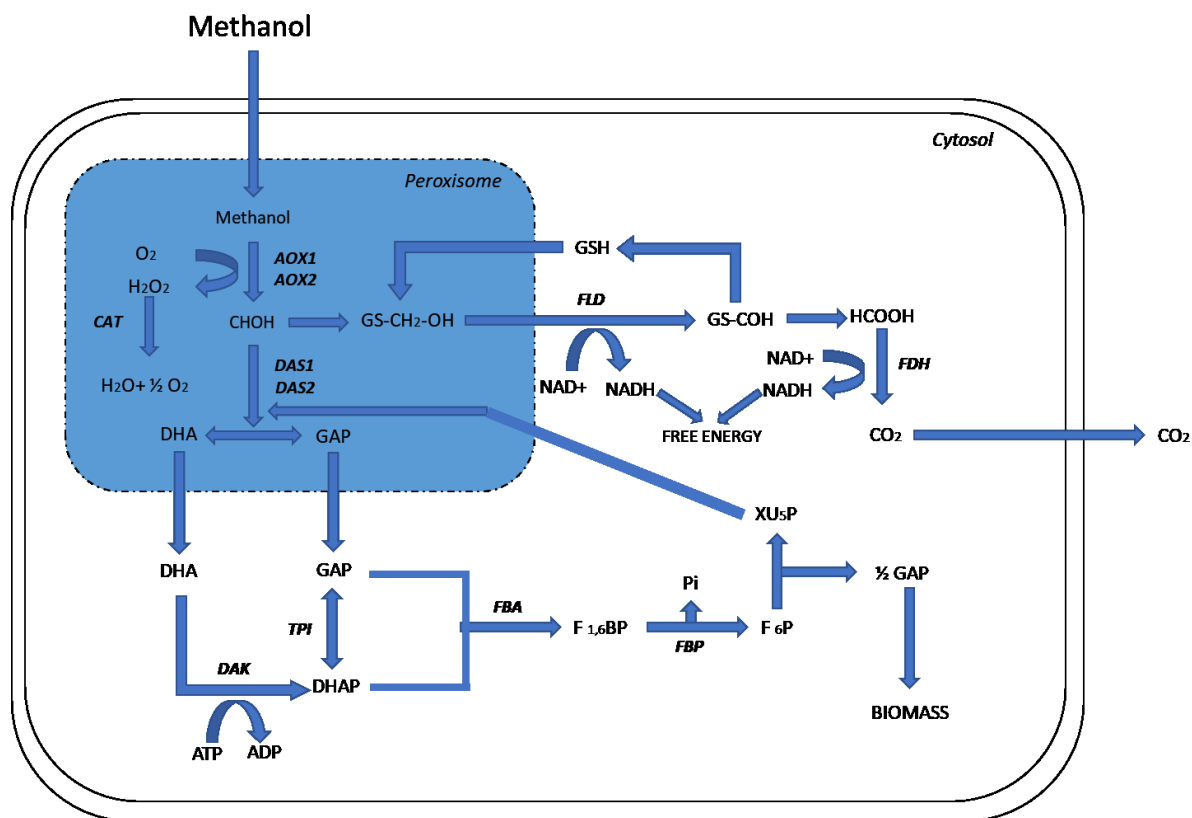 Methanol
Cytosol
Peroxisome
Methanol
O2
AOX1
AOX2
H2O2
GSH
CAT
CHOH
GS-CH2-OH
FLD
GS-COH
HCOOH
DAS1
DAS2
H2O+ ½ O2
NAD+
NADH
NAD+
NADH
FDH
FREE ENERGY
DHA
GAP
CO2
CO2
XU5P
DHA
GAP
Pi
½ GAP
TPI
FBA
F 1,6BP
FBP
F 6P
DAK
DHAP
BIOMASS
ATP
ADP